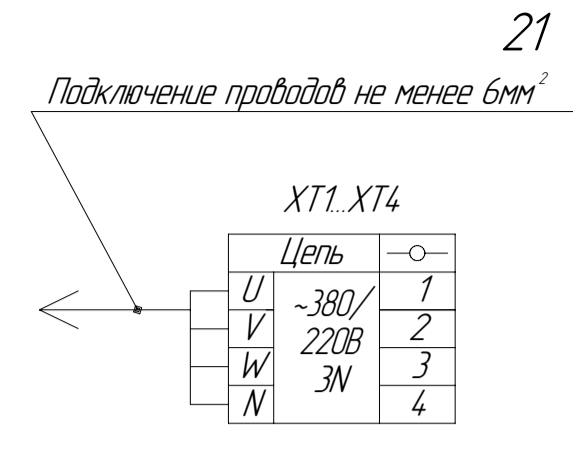 21
Подключение проводов не менее 6мм²
XT1...XT4
Цепь
U ~380/ 1
V 220В 2
W 3N 3
N 4